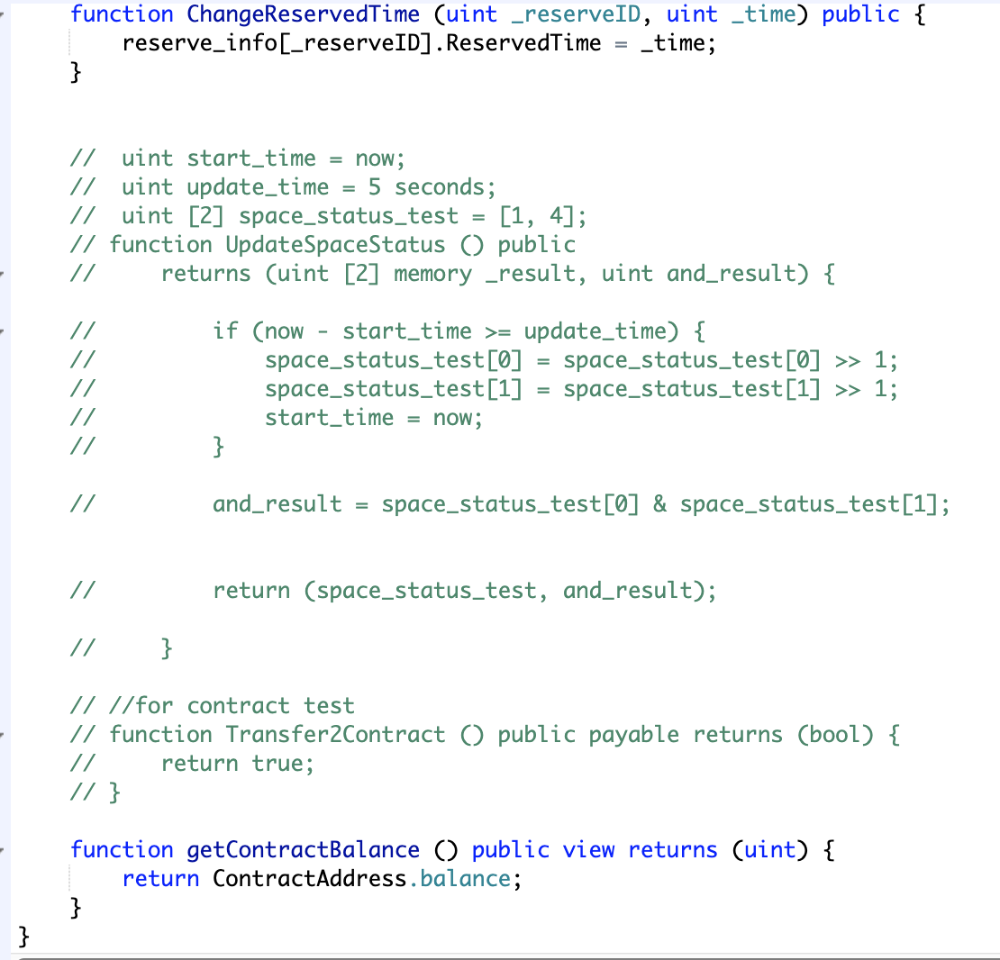 function ChangeReservedTime (uint _reserveID, uint _time) public {
reserve_info[_reserveID].ReservedTime = _time;
}
//  uint start_time = now;
//  uint update_time = 5 seconds;
//  uint [2] space_status_test = [1, 4];
// function UpdateSpaceStatus () public
//     returns (uint [2] memory _result, uint and_result) {
//         if (now - start_time >= update_time) {
//             space_status_test[0] = space_status_test[0] >> 1;
//             space_status_test[1] = space_status_test[1] >> 1;
//             start_time = now;
//         }
//         and_result = space_status_test[0] & space_status_test[1];
//         return (space_status_test, and_result);
//     }
// //for contract test
// function Transfer2Contract () public payable returns (bool) {
//     return true;
// }
function getContractBalance () public view returns (uint) {
return ContractAddress.balance;
}
}